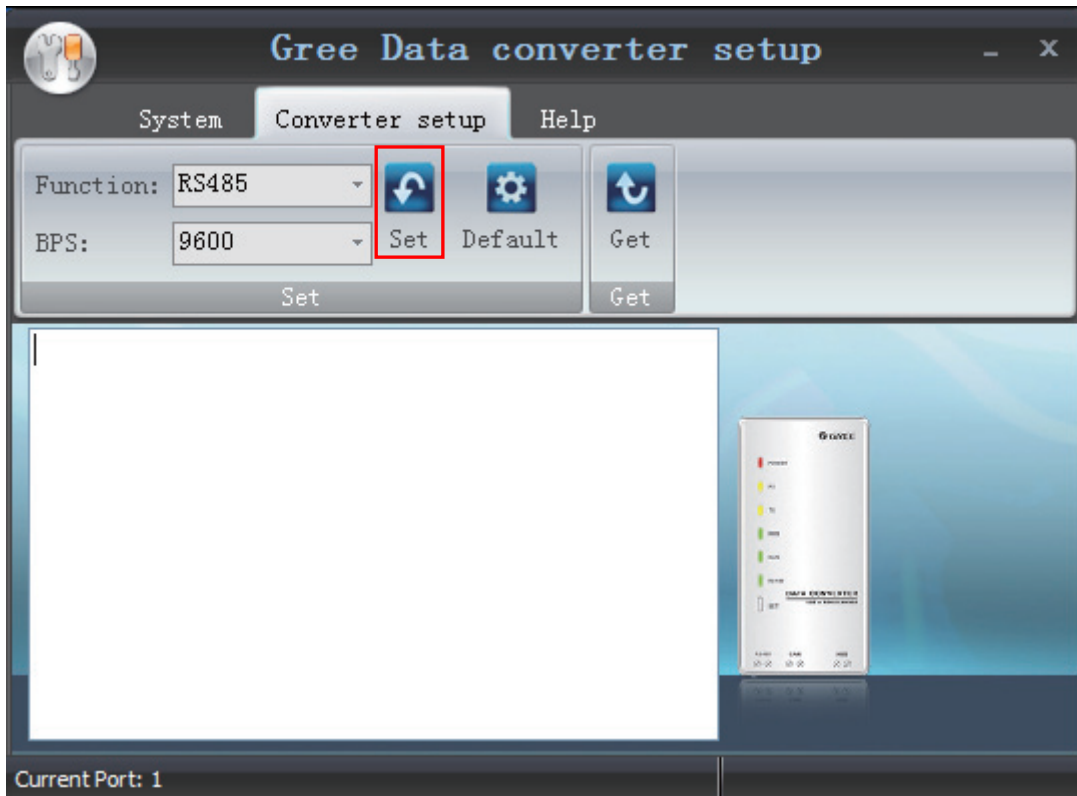 Gree Data converter setup
System Converter setup Help
Function: RS485
BPS: 9600
Set Default Get
Set Get
GREE
DATA CONVERTER
Current Port: 1